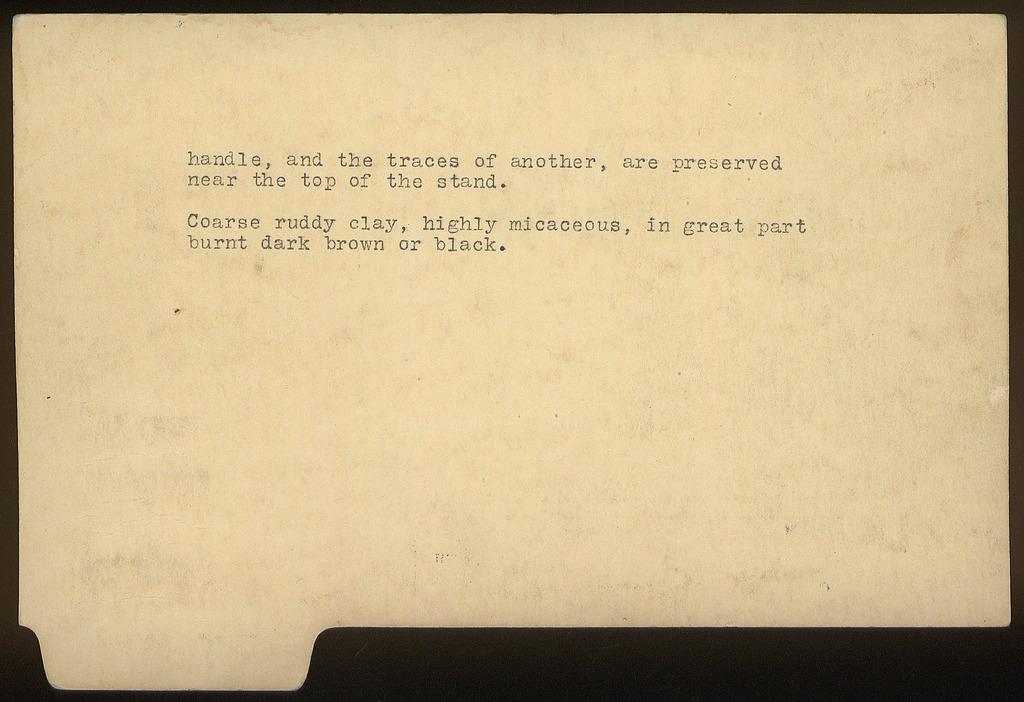 handle, and the traces of another, are preserved
near the top of the stand.
Coarse ruddy clay, highly micaceous, in great part
burnt dark brown or black.